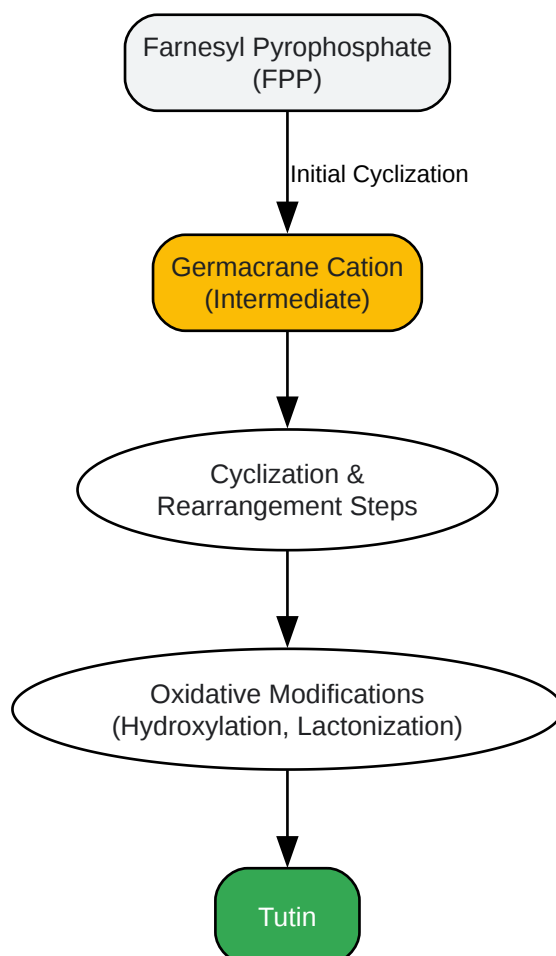 Farnesyl Pyrophosphate
(FPP)
Initial Cyclization
Germacrane Cation
(Intermediate)
Cyclization &
Rearrangement Steps
Oxidative Modifications
(Hydroxylation, Lactonization)
Tutin